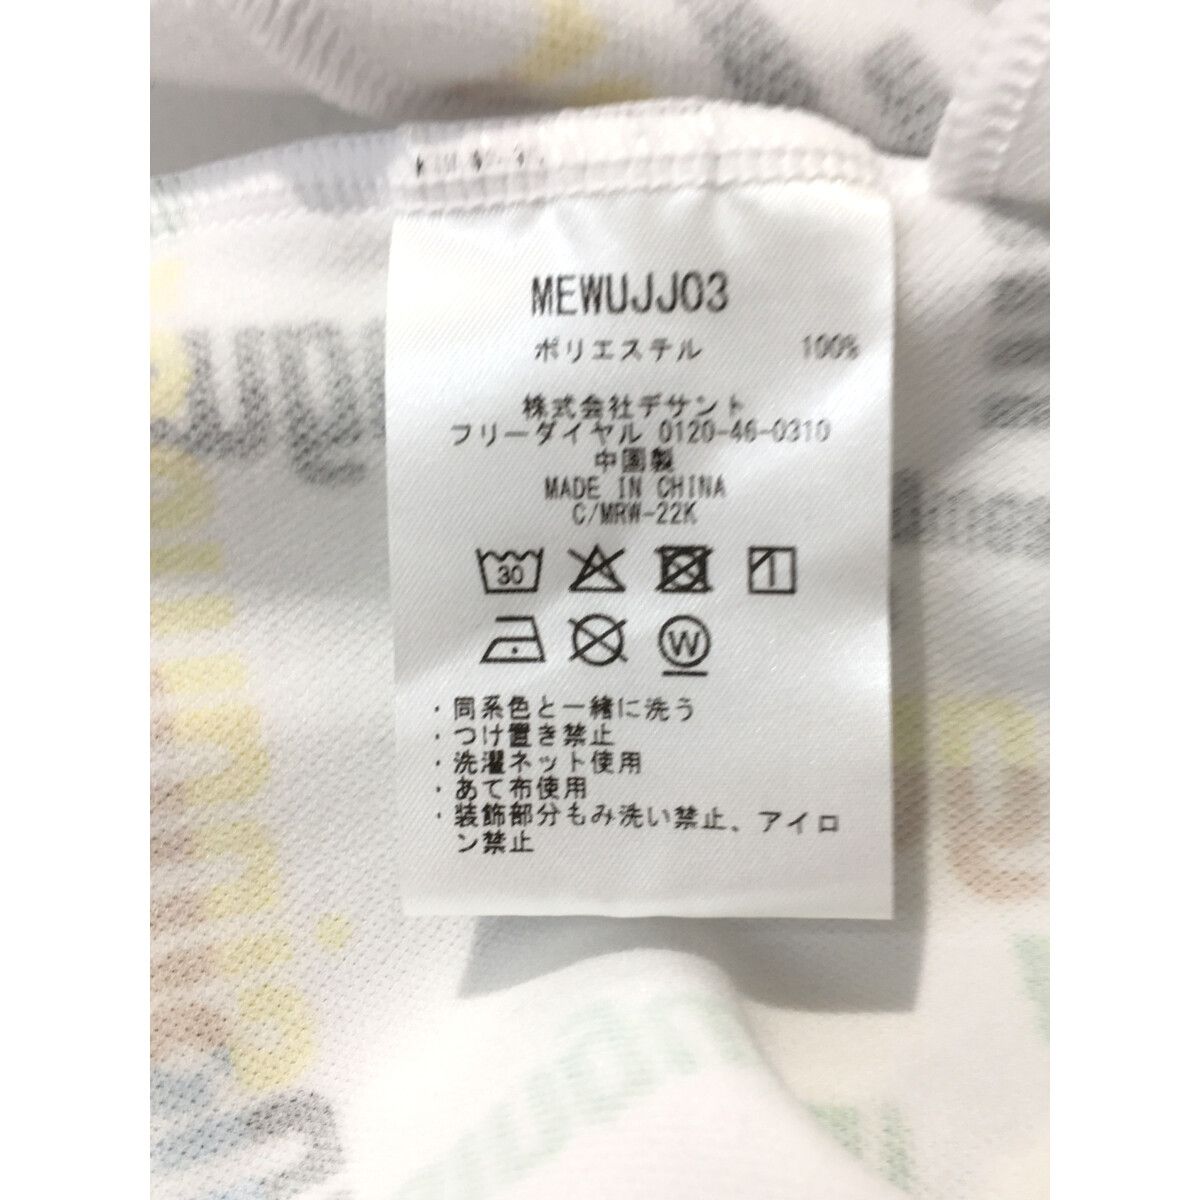 MEWUJJ03
ポリエステル 100%
株式会社デサント
フリーダイヤル 0120-46-0310
中国製
MADE IN CHINA
C/MRW-22K
30
W
・同系色と一緒に洗う
・つけ置き禁止
・洗濯ネット使用
・あて布使用
・装飾部分もみ洗い禁止、アイロ
ン禁止